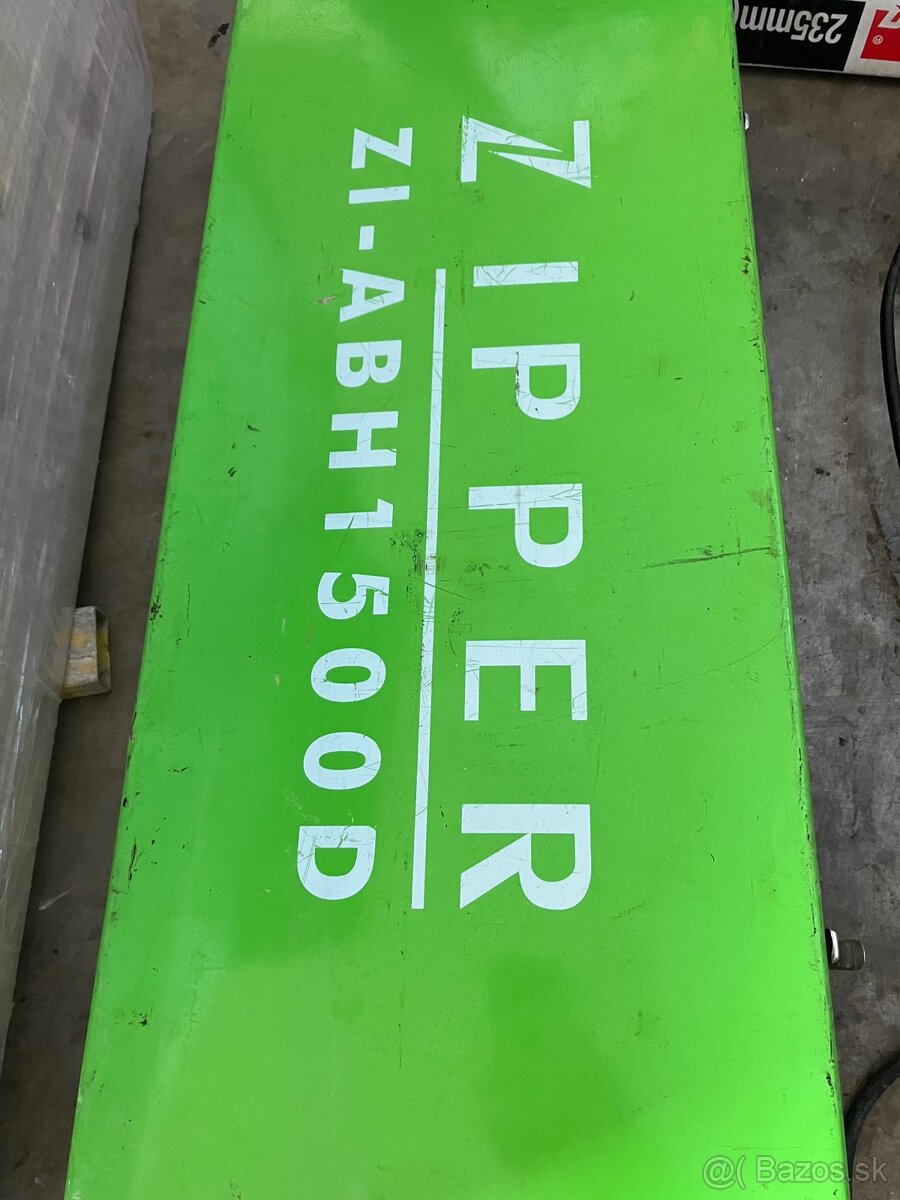 ZIPPER
ZI-ABH1500D
235mm
@( Bazos.sk